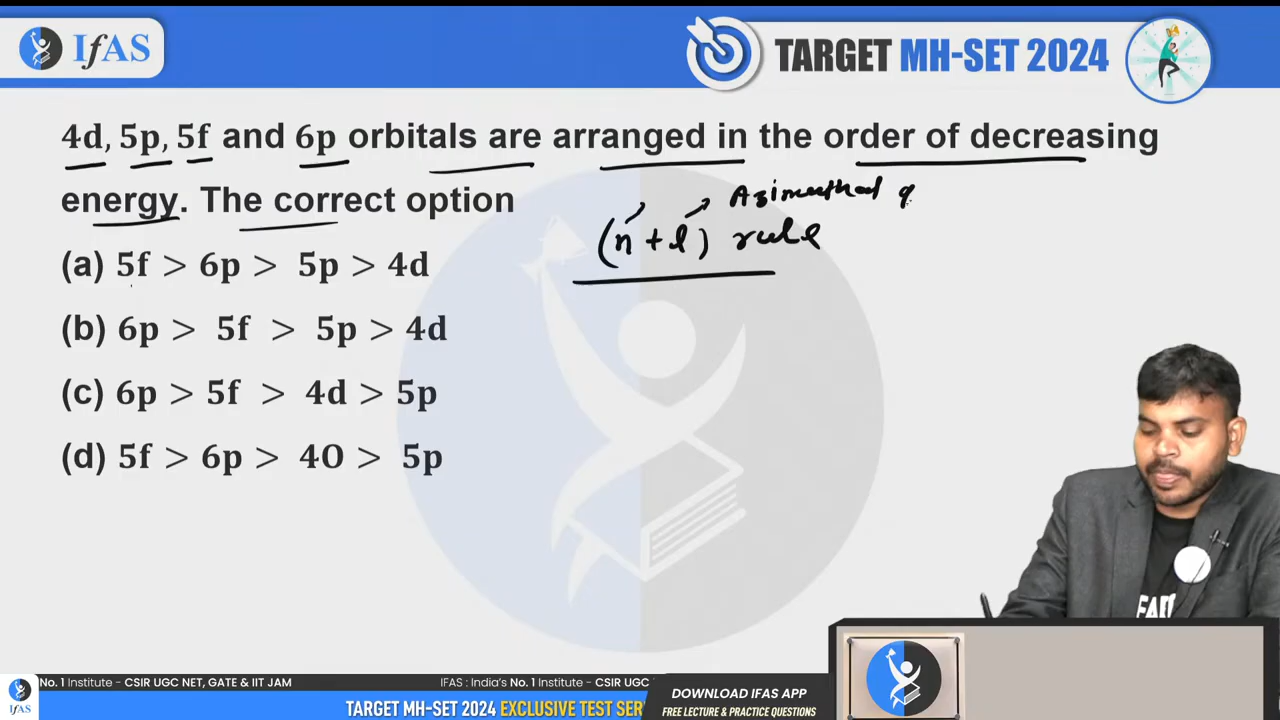 IfAS
TARGET MH-SET 2024
4d, 5p, 5f and 6p orbitals are arranged in the order of decreasing
energy. The correct option
Azimuthal q
(n + l) rule
(a) 5f > 6p > 5p > 4d
(b) 6p > 5f > 5p > 4d
(c) 6p > 5f > 4d > 5p
(d) 5f > 6p > 4O > 5p
No. 1 Institute - CSIR UGC NET, GATE & IIT JAM
IFAS : India's No. 1 Institute - CSIR UGC
IFAS
TARGET MH-SET 2024 EXCLUSIVE TEST SER
DOWNLOAD IFAS APP
FREE LECTURE & PRACTICE QUESTIONS